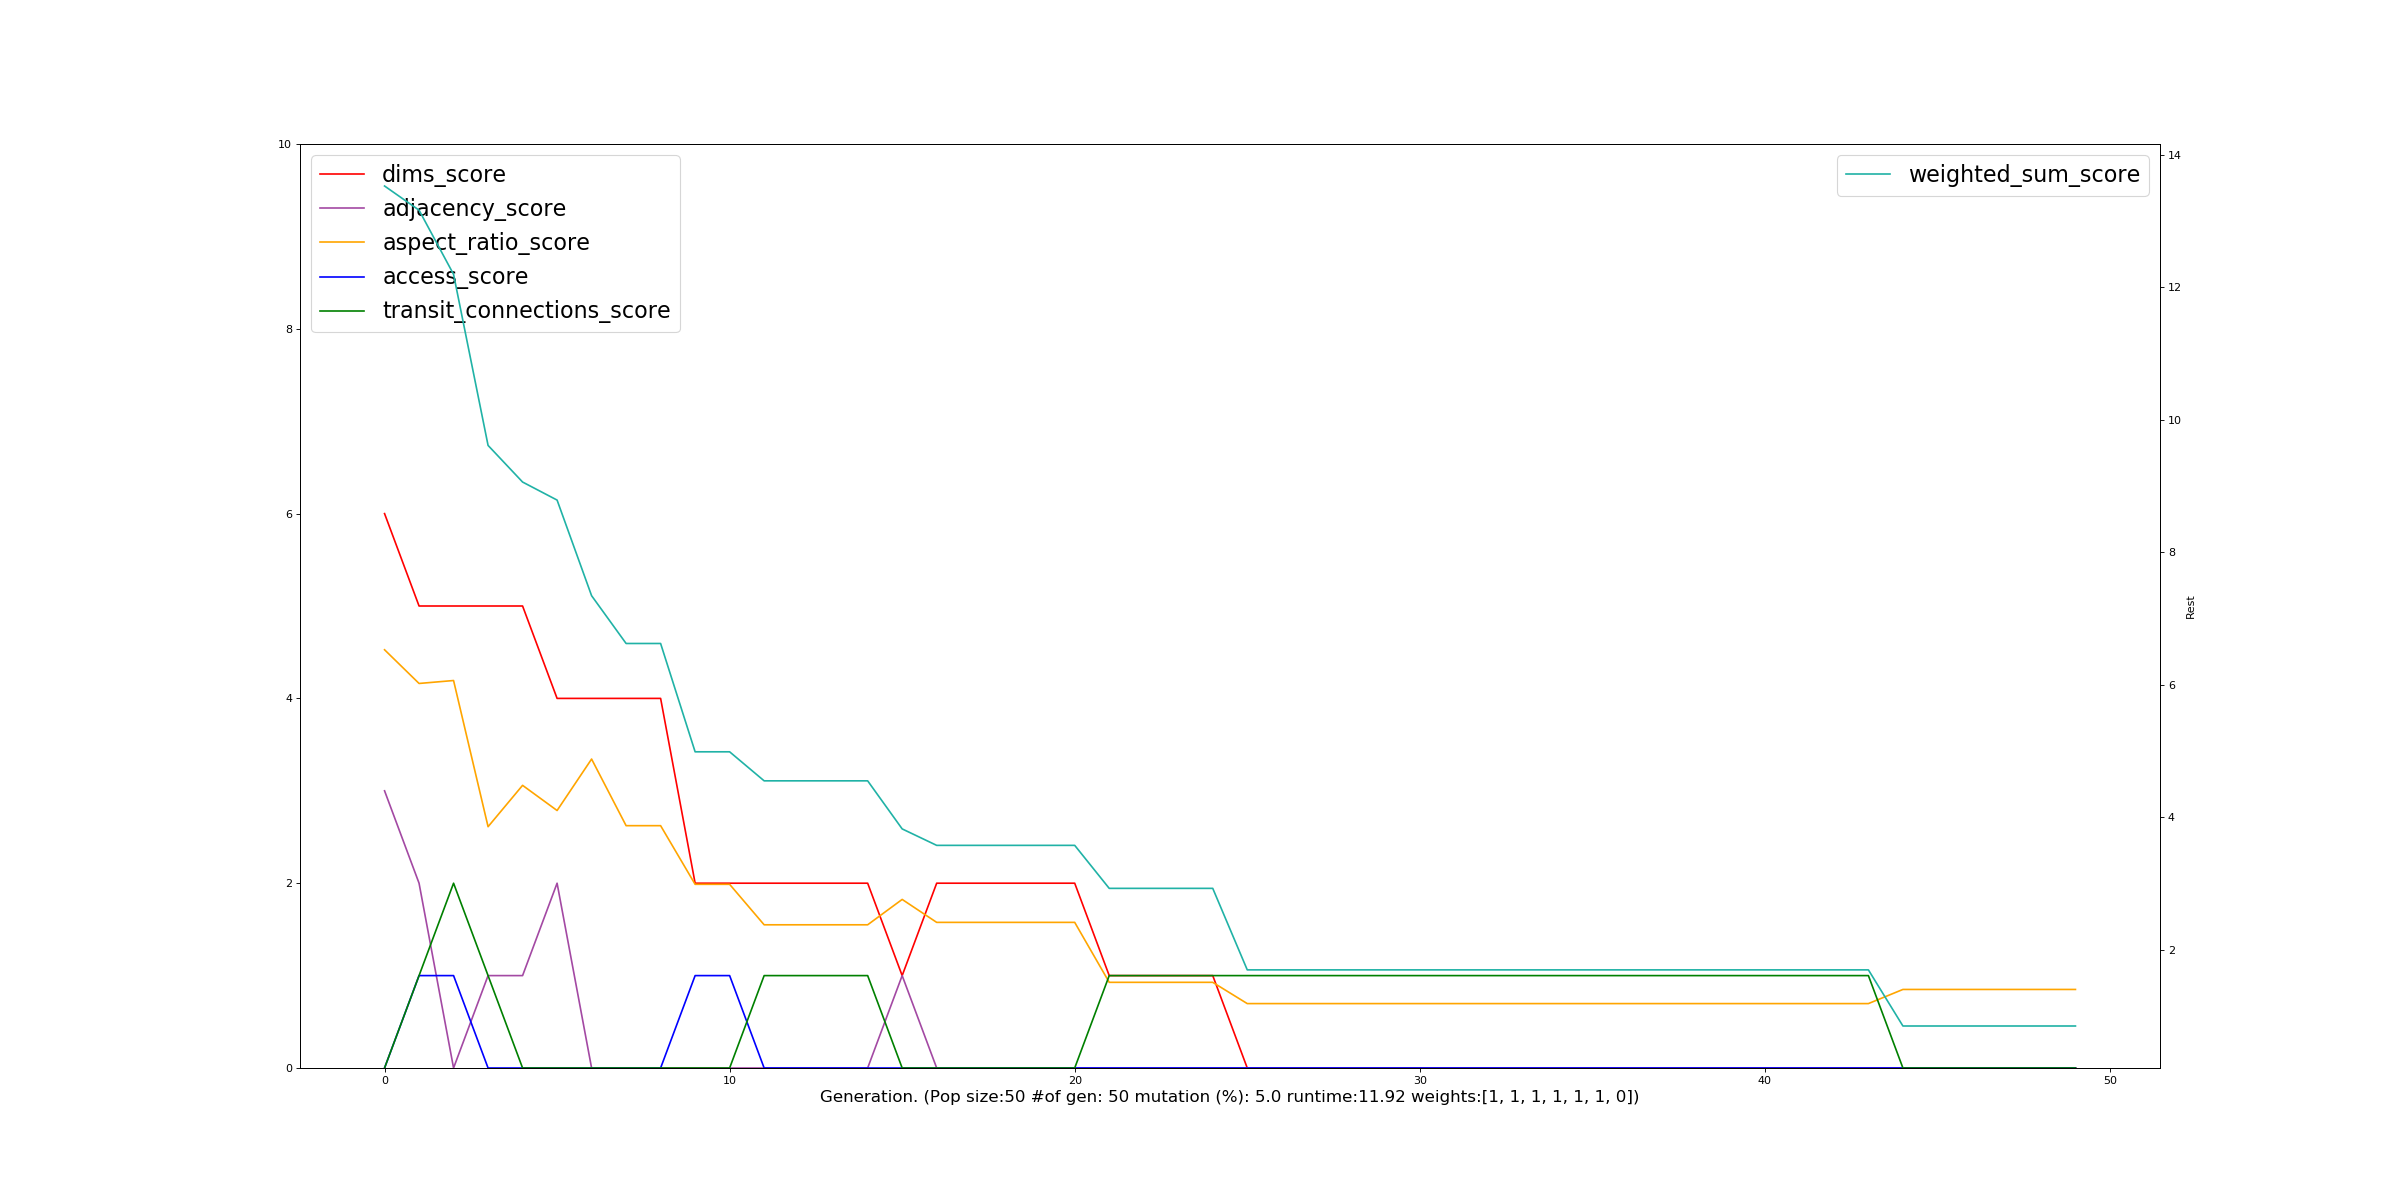 dims_score
adjacency_score
aspect_ratio_score
access_score
transit_connections_score
weighted_sum_score
10
8
6
4
2
0
14
12
10
8
6
4
2
Rest
0 10 20 30 40 50
Generation. (Pop size:50 #of gen: 50 mutation (%): 5.0 runtime:11.92 weights:[1, 1, 1, 1, 1, 1, 0])